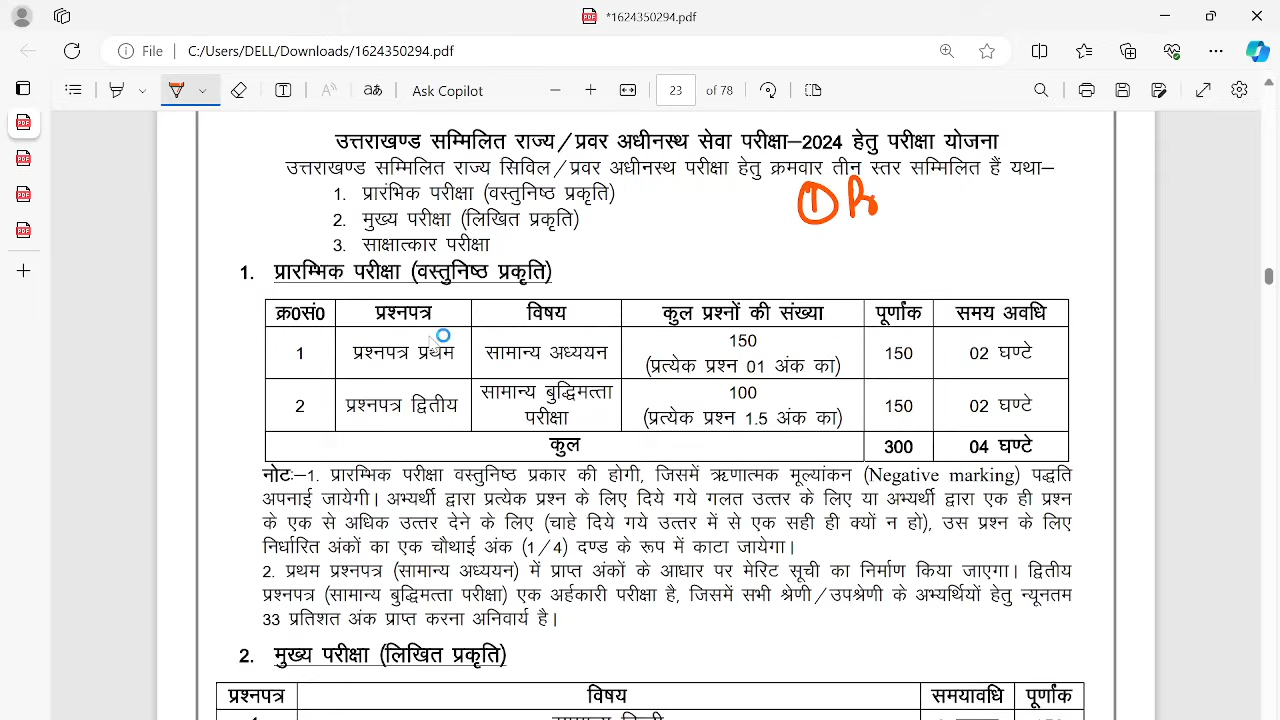 *1624350294.pdf
File C:/Users/DELL/Downloads/1624350294.pdf
Ask Copilot 23 of 78
उत्तराखण्ड सम्मिलित राज्य/प्रवर अधीनस्थ सेवा परीक्षा–2024 हेतु परीक्षा योजना
उत्तराखण्ड सम्मिलित राज्य सिविल/प्रवर अधीनस्थ परीक्षा हेतु क्रमवार तीन स्तर सम्मिलित हैं यथा–
1. प्रारंभिक परीक्षा (वस्तुनिष्ठ प्रकृति)
① Pr
2. मुख्य परीक्षा (लिखित प्रकृति)
3. साक्षात्कार परीक्षा
1. प्रारम्भिक परीक्षा (वस्तुनिष्ठ प्रकृति)
क्र0सं0 प्रश्नपत्र विषय कुल प्रश्नों की संख्या पूर्णांक समय अवधि
1 प्रश्नपत्र प्रथम सामान्य अध्ययन 150 (प्रत्येक प्रश्न 01 अंक का) 150 02 घण्टे
2 प्रश्नपत्र द्वितीय सामान्य बुद्धिमत्ता परीक्षा 100 (प्रत्येक प्रश्न 1.5 अंक का) 150 02 घण्टे
कुल 300 04 घण्टे
नोटः–1. प्रारम्भिक परीक्षा वस्तुनिष्ठ प्रकार की होगी, जिसमें ऋणात्मक मूल्यांकन (Negative marking) पद्धति
अपनाई जायेगी। अभ्यर्थी द्वारा प्रत्येक प्रश्न के लिए दिये गये गलत उत्तर के लिए या अभ्यर्थी द्वारा एक ही प्रश्न
के एक से अधिक उत्तर देने के लिए (चाहे दिये गये उत्तर में से एक सही ही क्यों न हो), उस प्रश्न के लिए
निर्धारित अंकों का एक चौथाई अंक (1/4) दण्ड के रूप में काटा जायेगा।
2. प्रथम प्रश्नपत्र (सामान्य अध्ययन) में प्राप्त अंकों के आधार पर मेरिट सूची का निर्माण किया जाएगा। द्वितीय
प्रश्नपत्र (सामान्य बुद्धिमत्ता परीक्षा) एक अर्हकारी परीक्षा है, जिसमें सभी श्रेणी/उपश्रेणी के अभ्यर्थियों हेतु न्यूनतम
33 प्रतिशत अंक प्राप्त करना अनिवार्य है।
2. मुख्य परीक्षा (लिखित प्रकृति)
प्रश्नपत्र विषय समयावधि पूर्णांक